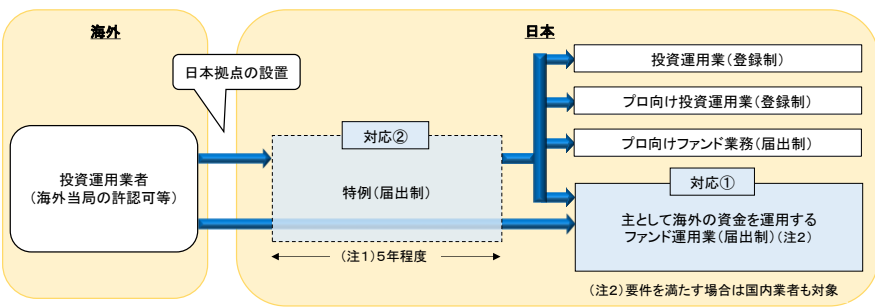 海外
日本
日本拠点の設置
投資運用業者
(海外当局の許認可等)
対応②
特例(届出制)
(注1)5年程度
投資運用業(登録制)
プロ向け投資運用業(登録制)
プロ向けファンド業務(届出制)
対応①
主として海外の資金を運用する
ファンド運用業(届出制)(注2)
(注2)要件を満たす場合は国内業者も対象